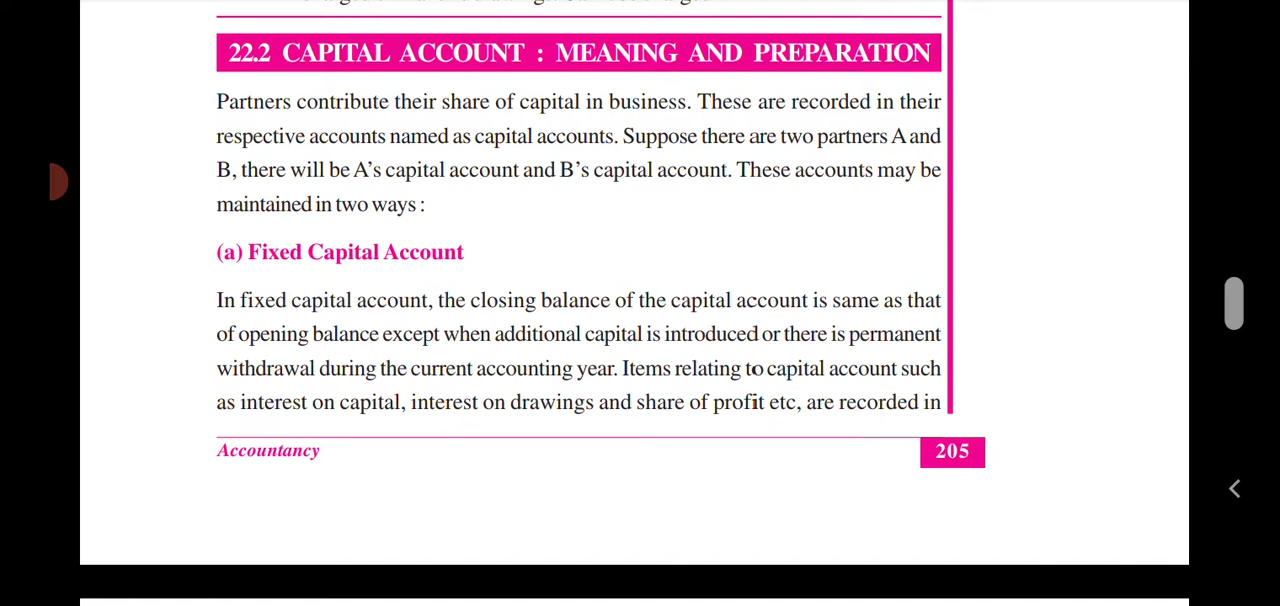 22.2 CAPITAL ACCOUNT : MEANING AND PREPARATION
Partners contribute their share of capital in business. These are recorded in their
respective accounts named as capital accounts. Suppose there are two partners A and
B, there will be A’s capital account and B’s capital account. These accounts may be
maintained in two ways :
(a) Fixed Capital Account
In fixed capital account, the closing balance of the capital account is same as that
of opening balance except when additional capital is introduced or there is permanent
withdrawal during the current accounting year. Items relating to capital account such
as interest on capital, interest on drawings and share of profit etc, are recorded in
Accountancy
205